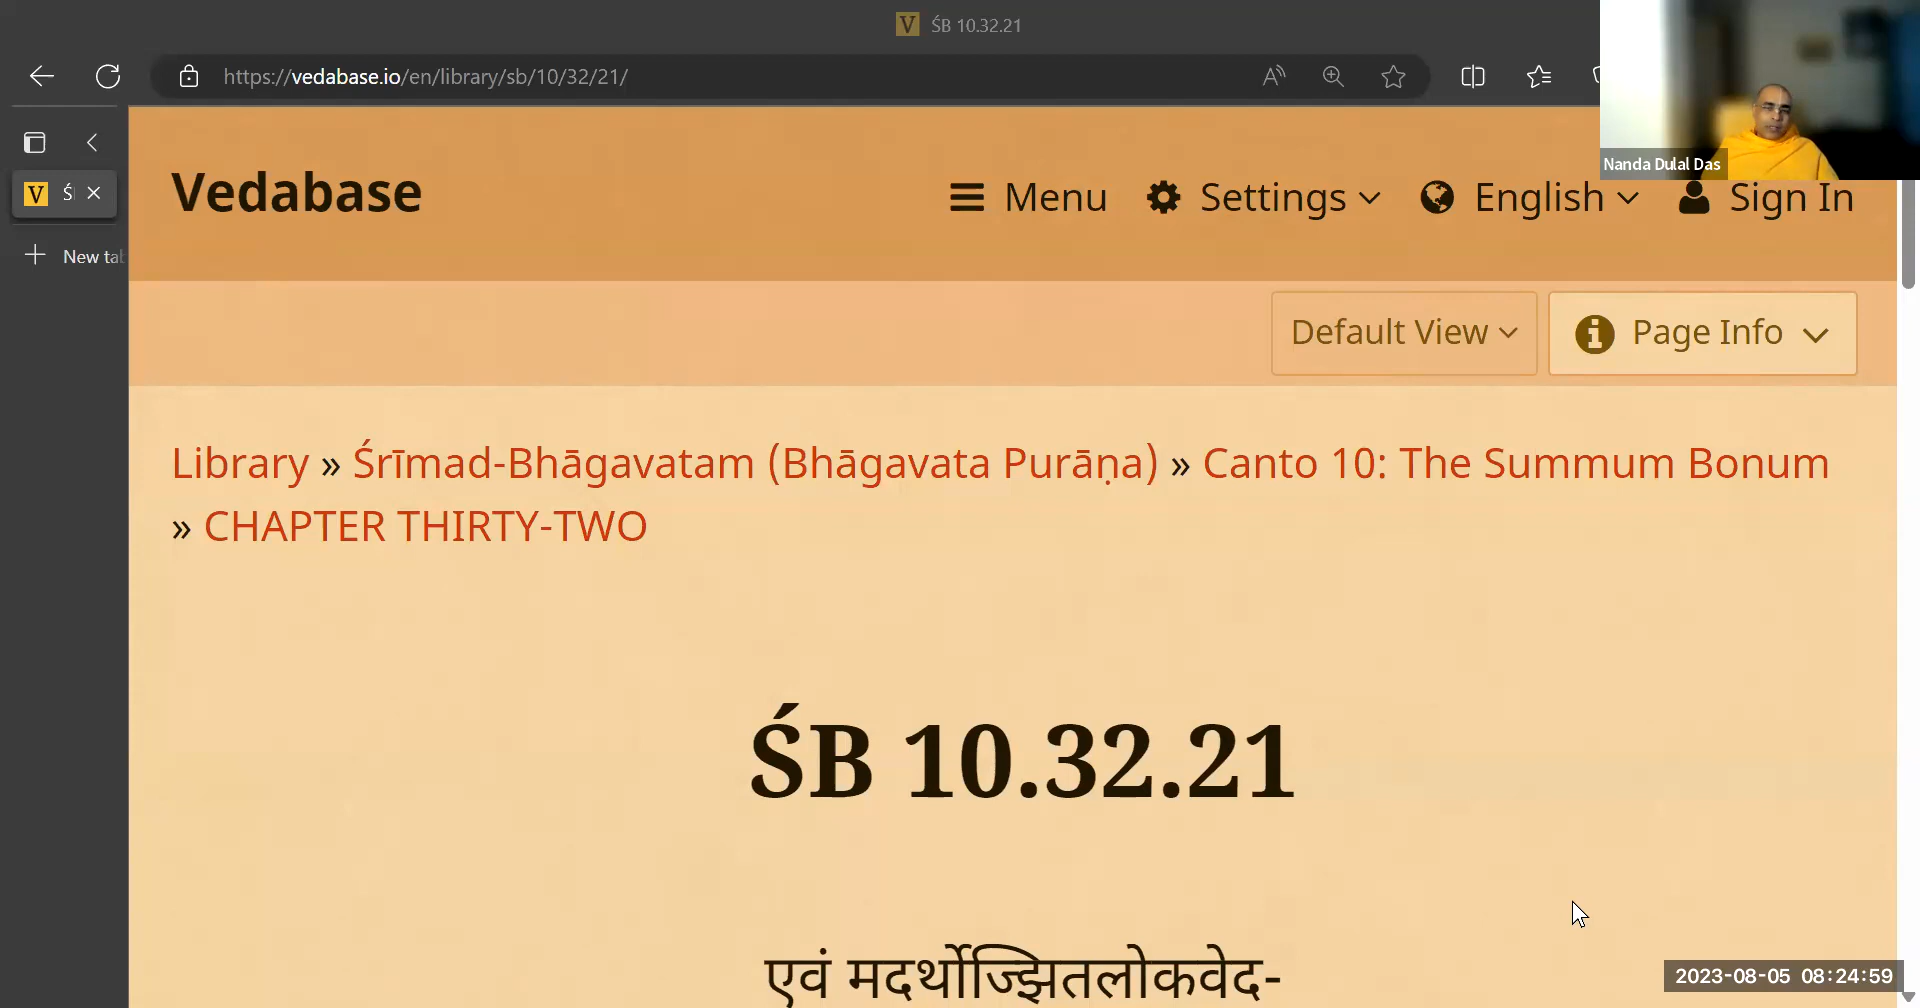 ŚB 10.32.21
https://vedabase.io/en/library/sb/10/32/21/
Nanda Dulal Das
Ś
New tab
Vedabase
Menu
Settings
English
Sign In
Default View
Page Info
Library » Śrīmad-Bhāgavatam (Bhāgavata Purāṇa) » Canto 10: The Summum Bonum
» CHAPTER THIRTY-TWO
ŚB 10.32.21
एवं मदर्थोज्झितलोकवेद-
2023-08-05 08:24:59